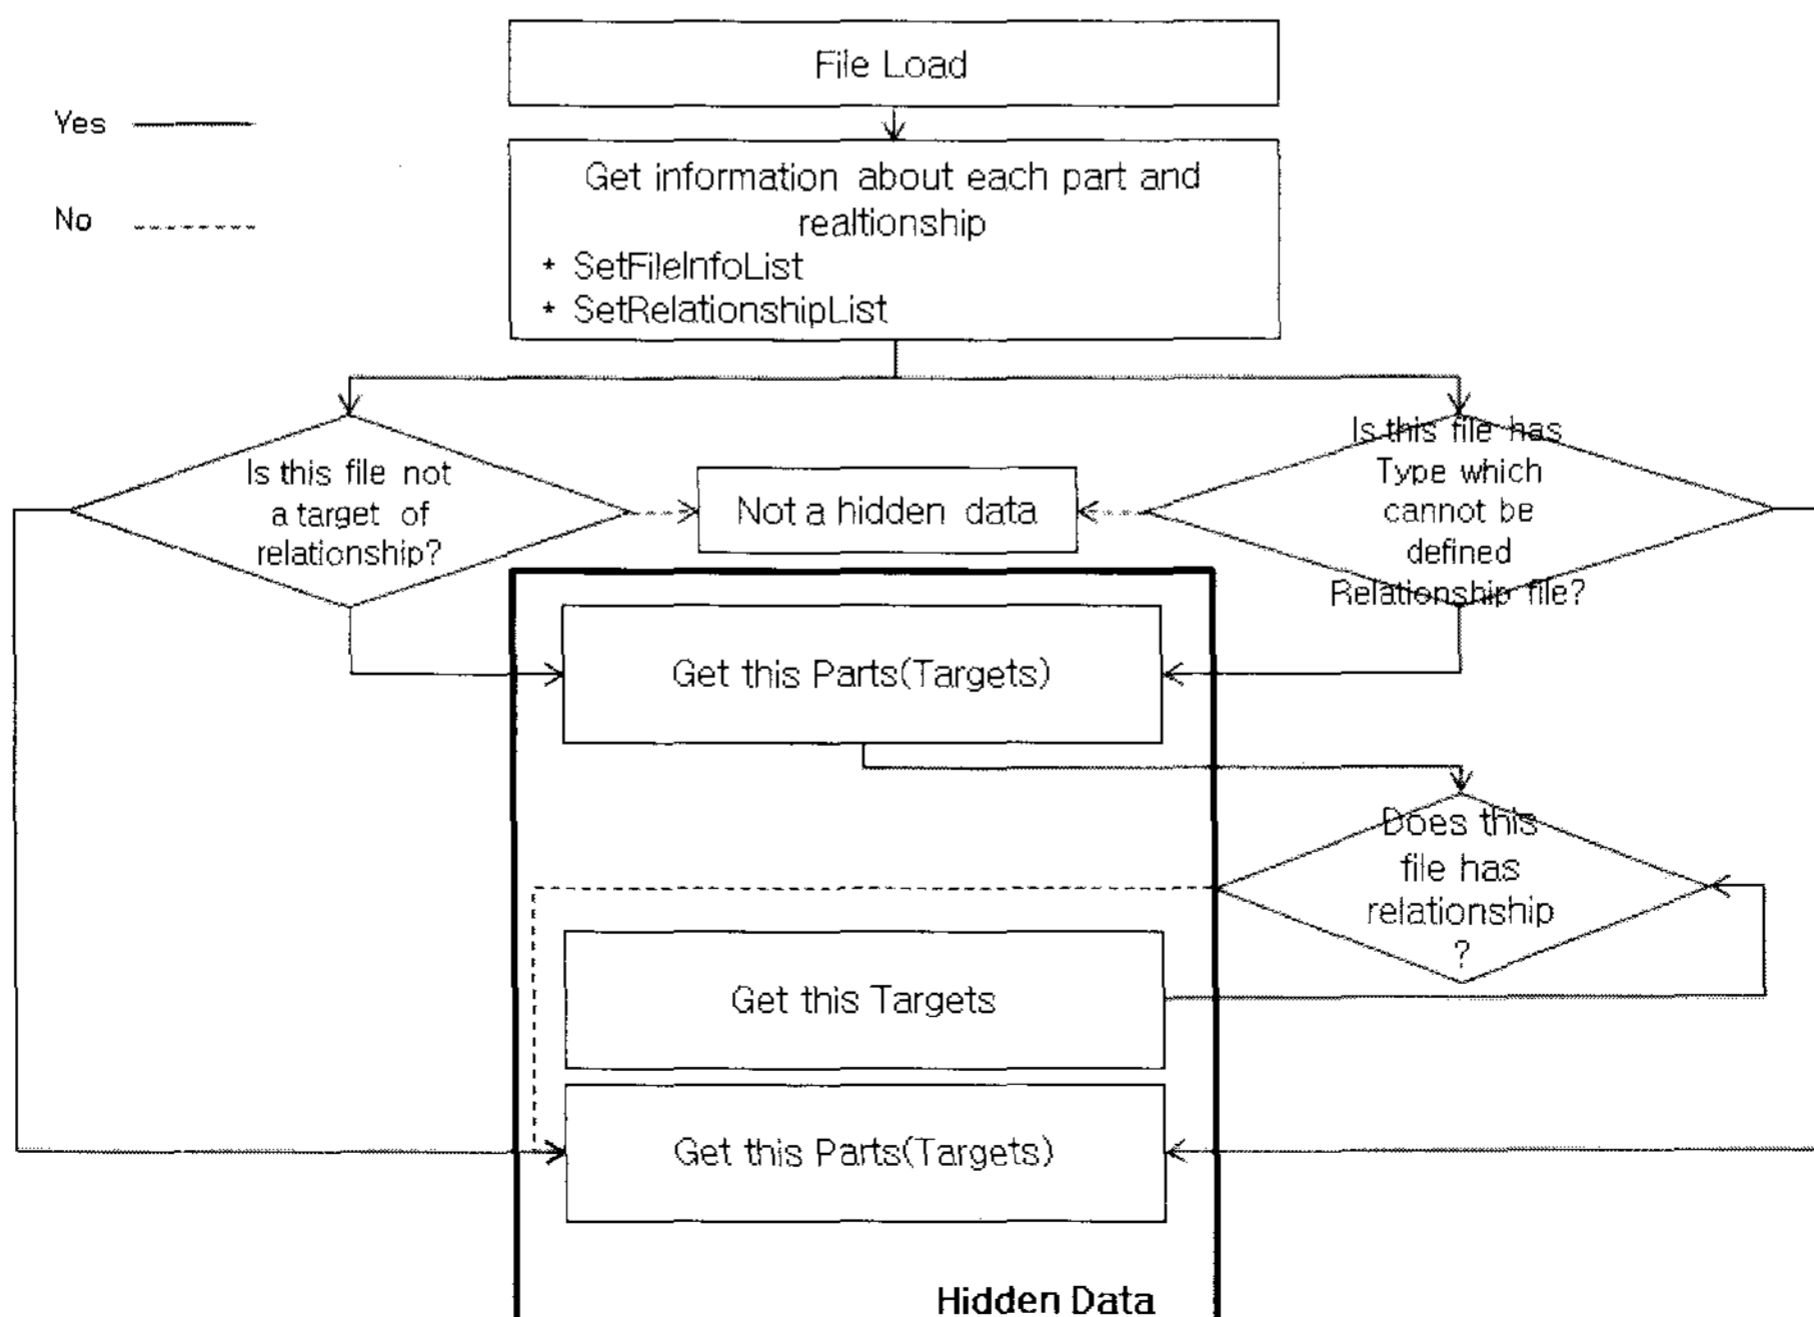 File Load
Yes
No
Get information about each part and
realtionship
* SetFileInfoList
* SetRelationshipList
Is this file not
a target of
relationship?
Not a hidden data
Is this file has
Type which
cannot be
defined
Relationship file?
Get this Parts(Targets)
Does this
file has
relationship
?
Get this Targets
Get this Parts(Targets)
Hidden Data